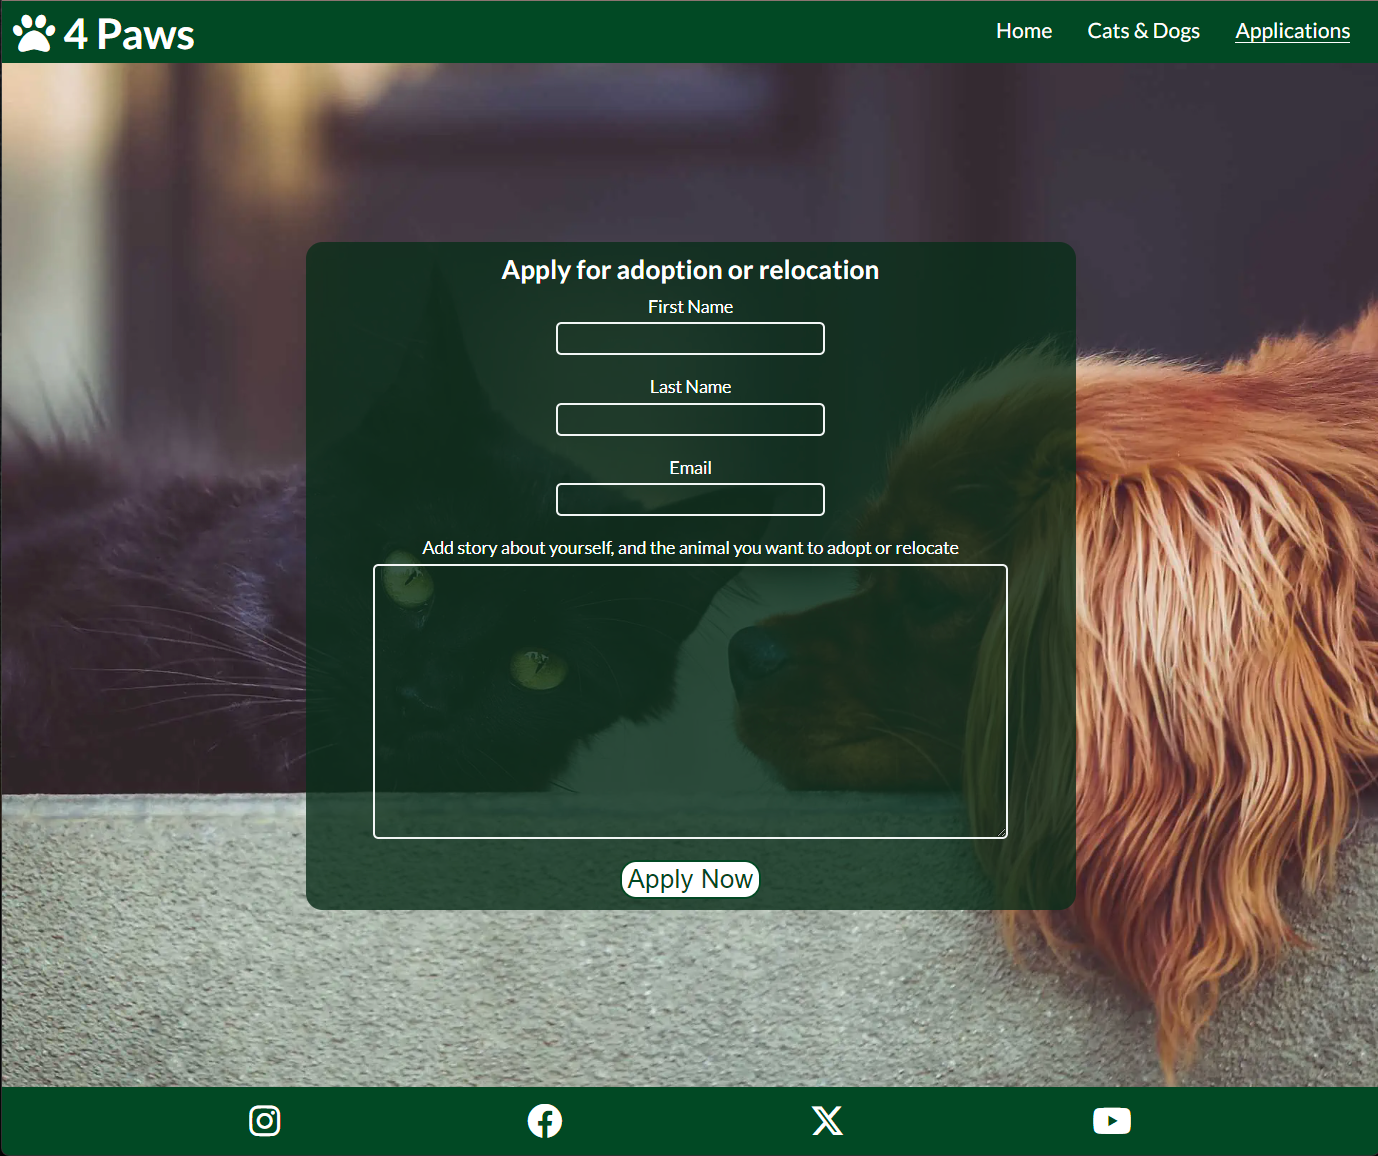 4 Paws
Home Cats & Dogs Applications
Apply for adoption or relocation
First Name
Last Name
Email
Add story about yourself, and the animal you want to adopt or relocate
Apply Now